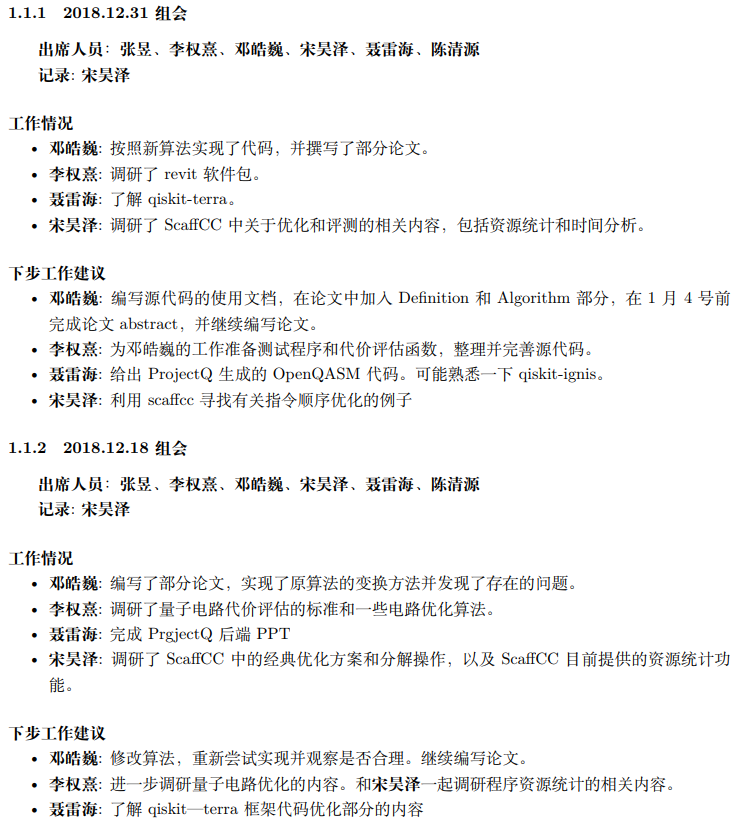 1.1.1 2018.12.31 组会
出席人员：张昱、李权熹、邓皓巍、宋昊泽、聂雷海、陈清源
记录: 宋昊泽
工作情况
• 邓皓巍: 按照新算法实现了代码，并撰写了部分论文。
• 李权熹: 调研了 revit 软件包。
• 聂雷海: 了解 qiskit-terra。
• 宋昊泽: 调研了 ScaffCC 中关于优化和评测的相关内容，包括资源统计和时间分析。
下步工作建议
• 邓皓巍: 编写源代码的使用文档，在论文中加入 Definition 和 Algorithm 部分，在 1 月 4 号前
完成论文 abstract，并继续编写论文。
• 李权熹: 为邓皓巍的工作准备测试程序和代价评估函数，整理并完善源代码。
• 聂雷海: 给出 ProjectQ 生成的 OpenQASM 代码。可能熟悉一下 qiskit-ignis。
• 宋昊泽: 利用 scaffcc 寻找有关指令顺序优化的例子
1.1.2 2018.12.18 组会
出席人员：张昱、李权熹、邓皓巍、宋昊泽、聂雷海、陈清源
记录: 宋昊泽
工作情况
• 邓皓巍: 编写了部分论文，实现了原算法的变换方法并发现了存在的问题。
• 李权熹: 调研了量子电路代价评估的标准和一些电路优化算法。
• 聂雷海: 完成 PrgjectQ 后端 PPT
• 宋昊泽: 调研了 ScaffCC 中的经典优化方案和分解操作，以及 ScaffCC 目前提供的资源统计功
能。
下步工作建议
• 邓皓巍: 修改算法，重新尝试实现并观察是否合理。继续编写论文。
• 李权熹: 进一步调研量子电路优化的内容。和宋昊泽一起调研程序资源统计的相关内容。
• 聂雷海: 了解 qiskit—terra 框架代码优化部分的内容